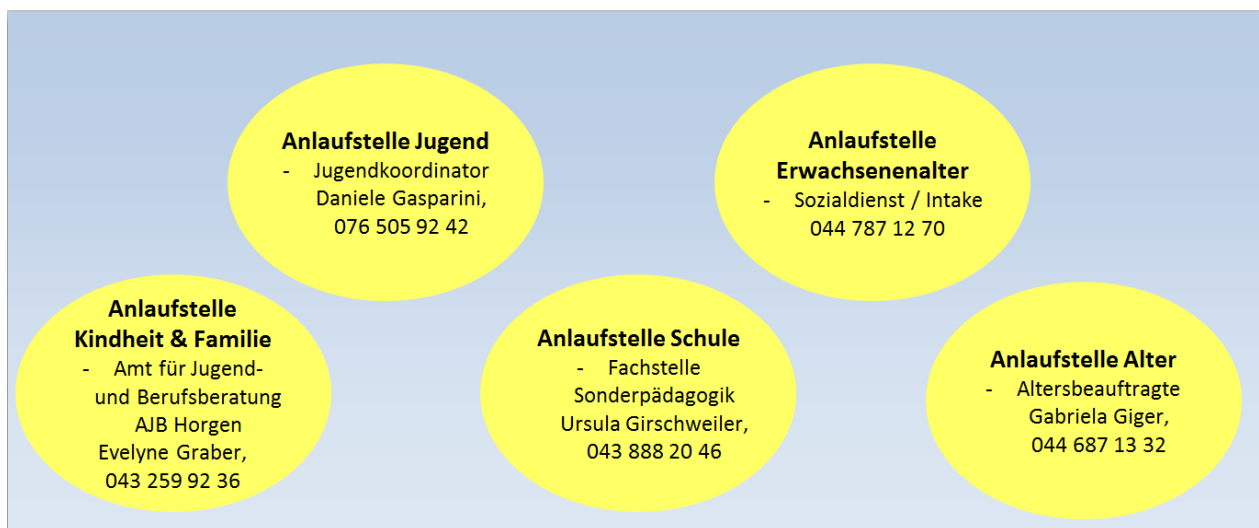 Anlaufstelle Jugend
- Jugendkoordinator
Daniele Gasparini,
076 505 92 42
Anlaufstelle
Erwachsenenalter
- Sozialdienst / Intake
044 787 12 70
Anlaufstelle
Kindheit & Familie
- Amt für Jugend-
und Berufsberatung
AJB Horgen
Evelyne Graber,
043 259 92 36
Anlaufstelle Schule
- Fachstelle
Sonderpädagogik
Ursula Girschweiler,
043 888 20 46
Anlaufstelle Alter
- Altersbeauftragte
Gabriela Giger,
044 687 13 32